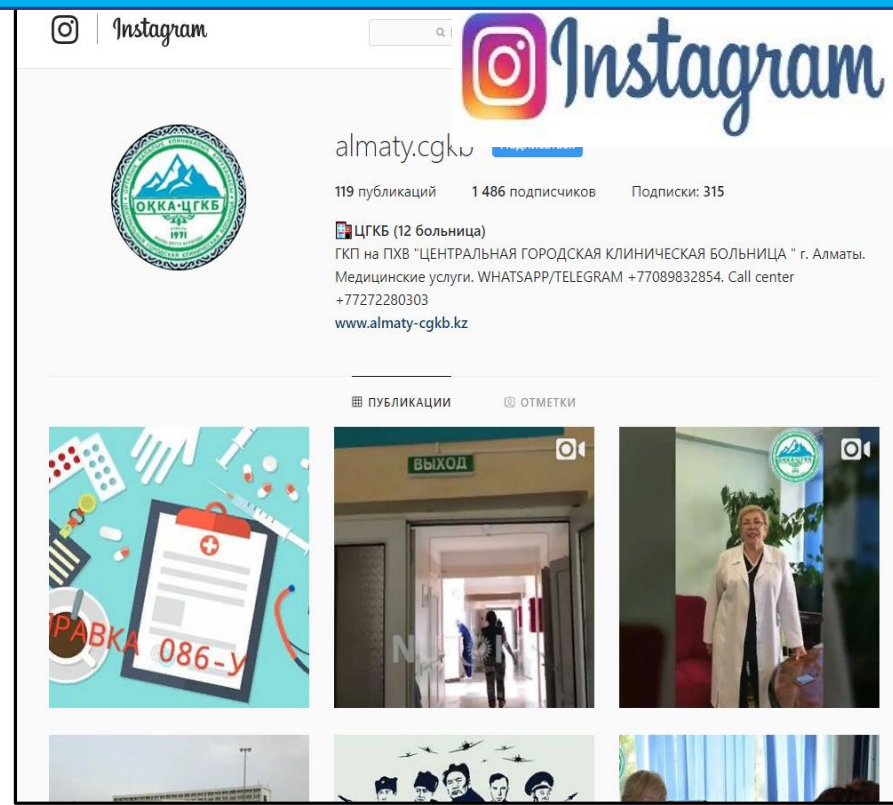 Instagram
Instagram
almaty.cgkb
119 публикаций 1 486 подписчиков Подписки: 315
ЦГКБ (12 больница)
ГКП на ПХВ "ЦЕНТРАЛЬНАЯ ГОРОДСКАЯ КЛИНИЧЕСКАЯ БОЛЬНИЦА " г. Алматы.
Медицинские услуги. WHATSAPP/TELEGRAM +77089832854. Call center
+77272280303
www.almaty-cgkb.kz
ОҚКА-ЦГКБ
1971
ПУБЛИКАЦИИ ОТМЕТКИ
ВЫХОД
ОҚКА-ЦГКБ
РАВКА 086-У